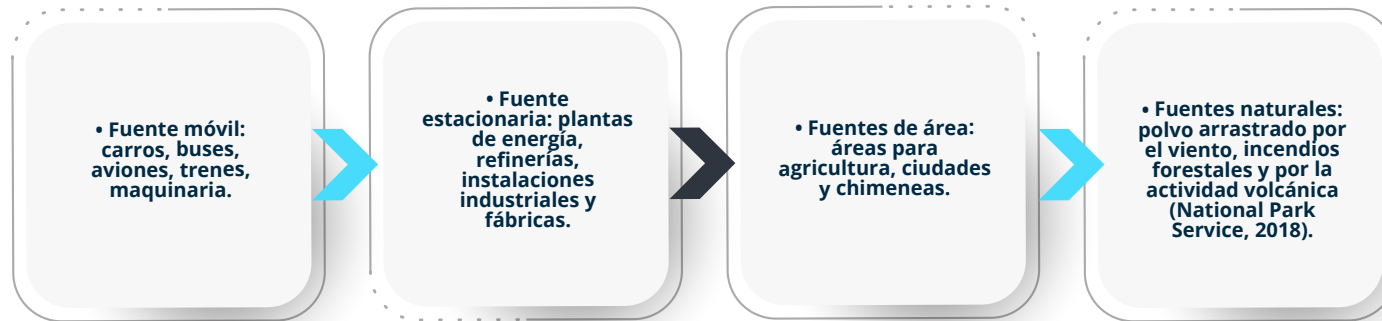 • Fuente móvil:
carros, buses,
aviones, trenes,
maquinaria.
• Fuente
estacionaria: plantas
de energía,
refinerías,
instalaciones
industriales y
fábricas.
• Fuentes de área:
áreas para
agricultura, ciudades
y chimeneas.
• Fuentes naturales:
polvo arrastrado por
el viento, incendios
forestales y por la
actividad volcánica
(National Park
Service, 2018).